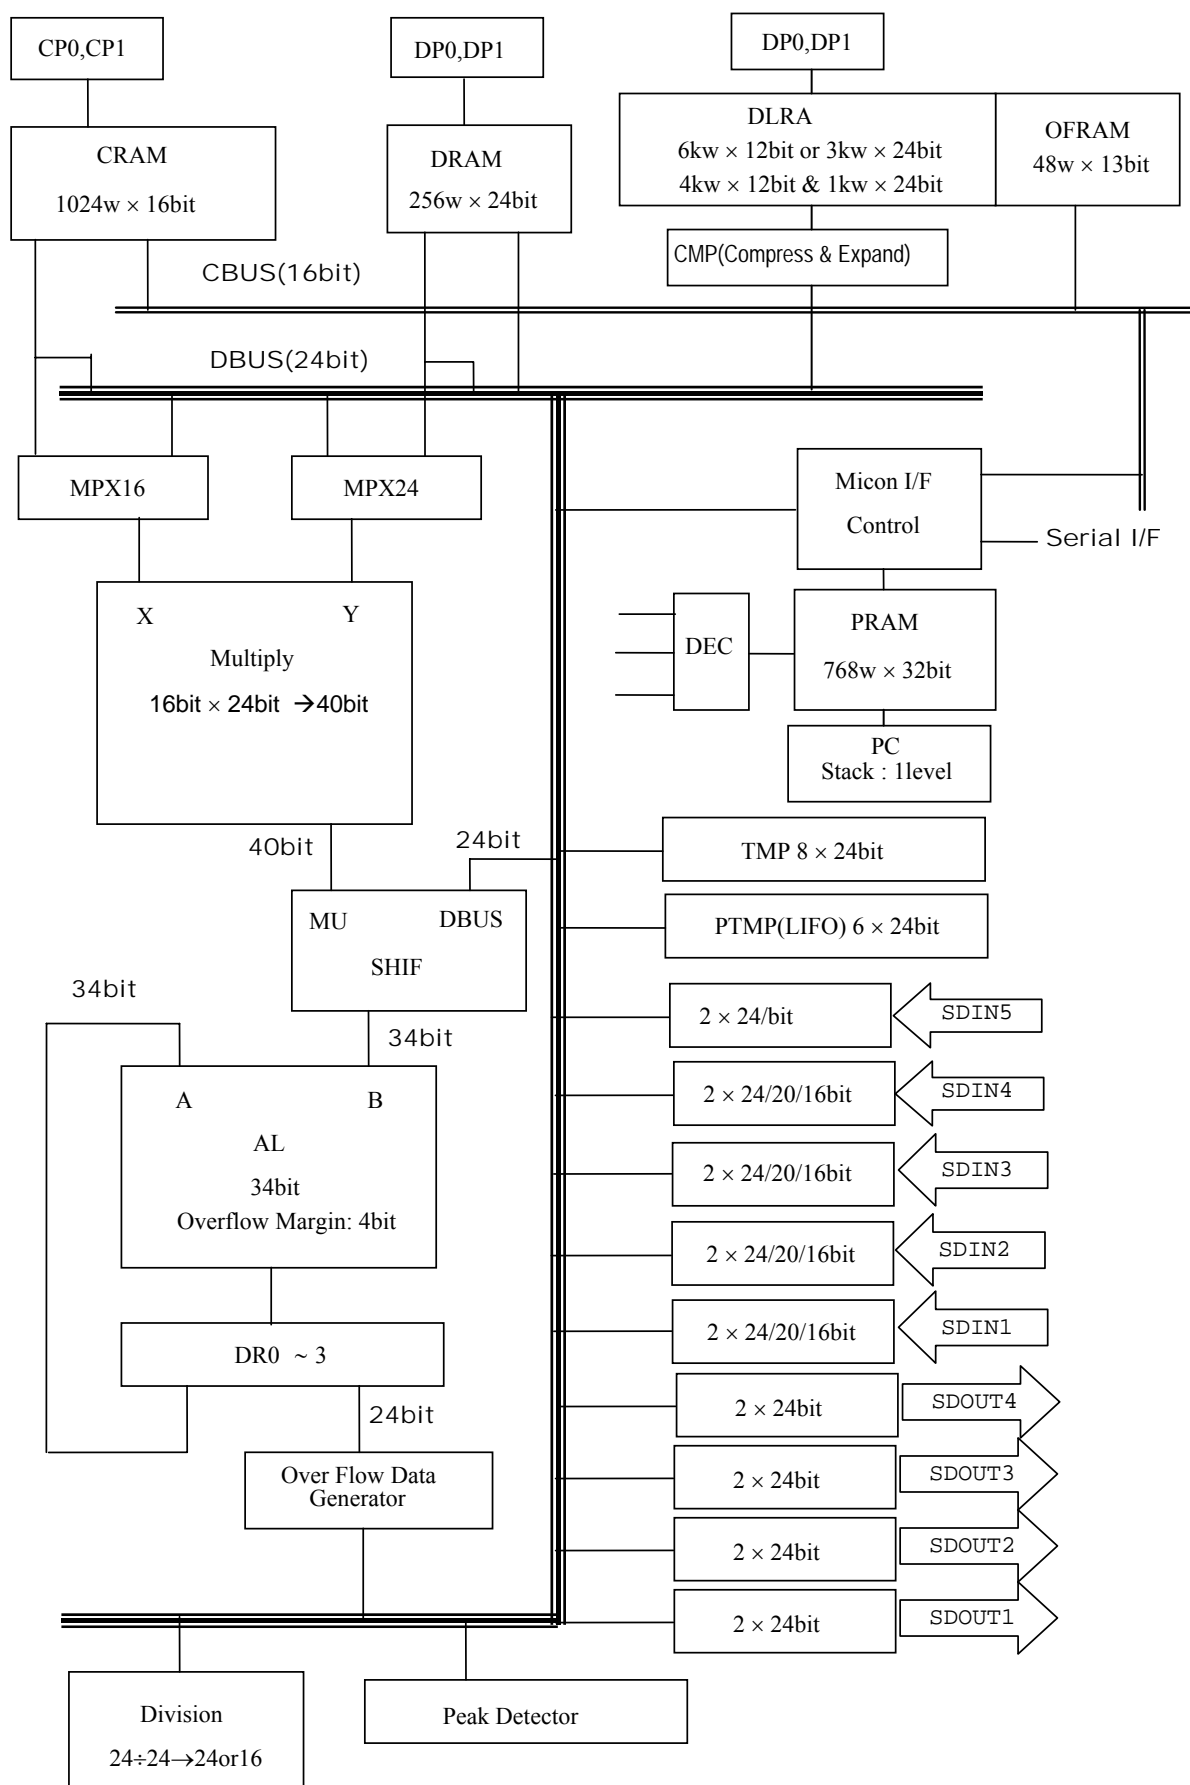 CP0,CP1
DP0,DP1
DP0,DP1
CRAM
1024w × 16bit
DRAM
256w × 24bit
DLRA
6kw × 12bit or 3kw × 24bit
4kw × 12bit & 1kw × 24bit
OFRAM
48w × 13bit
CMP(Compress & Expand)
CBUS(16bit)
DBUS(24bit)
MPX16
MPX24
Micon I/F
Control
Serial I/F
X
Y
Multiply
16bit × 24bit →40bit
DEC
PRAM
768w × 32bit
PC
Stack : 1level
40bit
24bit
TMP 8 × 24bit
MU
DBUS
SHIF
PTMP(LIFO) 6 × 24bit
34bit
34bit
2 × 24/bit
SDIN5
A
B
AL
34bit
Overflow Margin: 4bit
2 × 24/20/16bit
SDIN4
2 × 24/20/16bit
SDIN3
2 × 24/20/16bit
SDIN2
2 × 24/20/16bit
SDIN1
DR0 ~ 3
24bit
2 × 24bit
SDOUT4
Over Flow Data
Generator
2 × 24bit
SDOUT3
2 × 24bit
SDOUT2
2 × 24bit
SDOUT1
Division
24÷24→24or16
Peak Detector